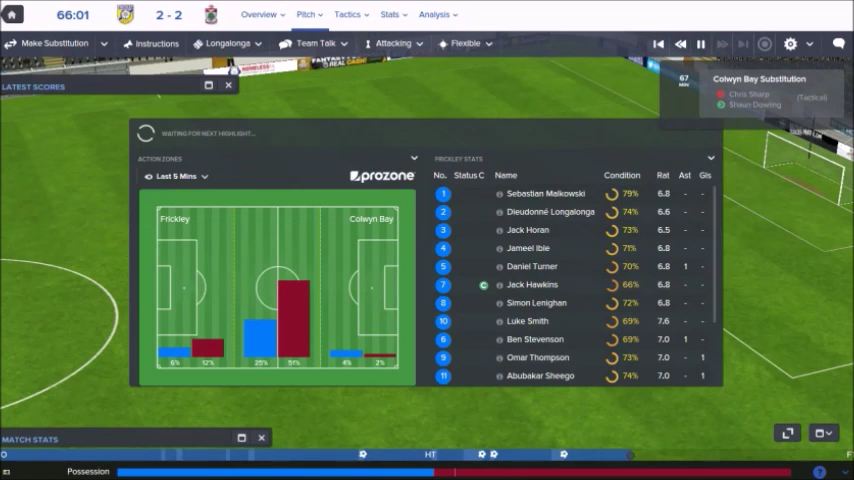 66:01 2 - 2 Overview Pitch Tactics Stats Analysis
Make Substitution Instructions Longalonga Team Talk Attacking Flexible
LATEST SCORES
67 MIN
Colwyn Bay Substitution
Chris Sharp
Shaun Dowling
(Tactical)
WAITING FOR NEXT HIGHLIGHT...
ACTION ZONES
Last 5 Mins
prozone
Frickley Colwyn Bay
6% 12% 25% 51% 4% 2%
FRICKLEY STATS
No. Status C Name Condition Rat Ast Gls
1 Sebastian Malkowski 79% 6.8 - -
2 Dieudonné Longalonga 74% 6.6 - -
3 Jack Horan 73% 6.5 - -
4 Jameel Ible 71% 6.8 - -
5 Daniel Turner 70% 6.8 1 -
7 C Jack Hawkins 66% 6.8 - -
8 Simon Lenighan 72% 6.8 - -
10 Luke Smith 69% 7.6 - -
6 Ben Stevenson 69% 7.0 1 -
9 Omar Thompson 73% 7.0 - 1
11 Abubakar Sheego 74% 7.0 - 1
MATCH STATS
HT
Possession